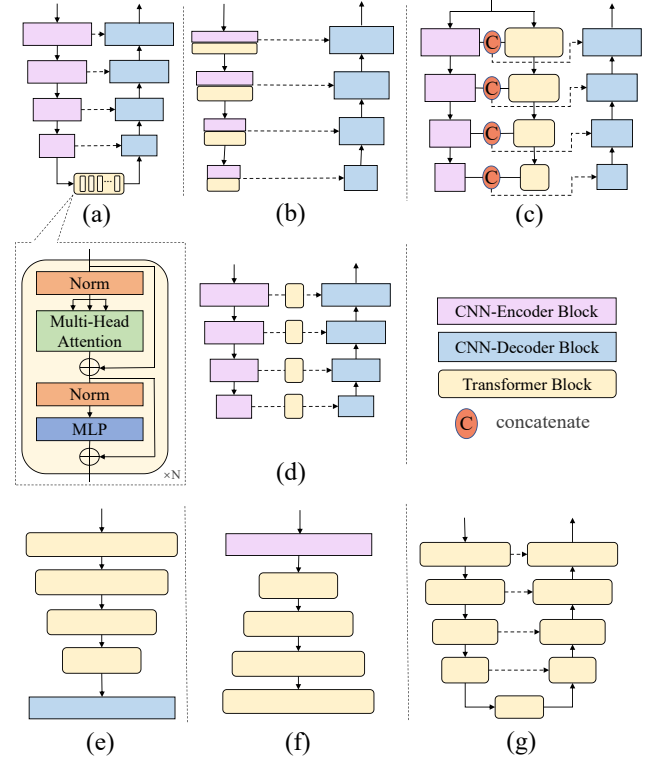 C
C
C
C
(a)
(b)
(c)
Norm
Multi-Head
Attention
Norm
MLP
×N
(d)
CNN-Encoder Block
CNN-Decoder Block
Transformer Block
C concatenate
(e)
(f)
(g)